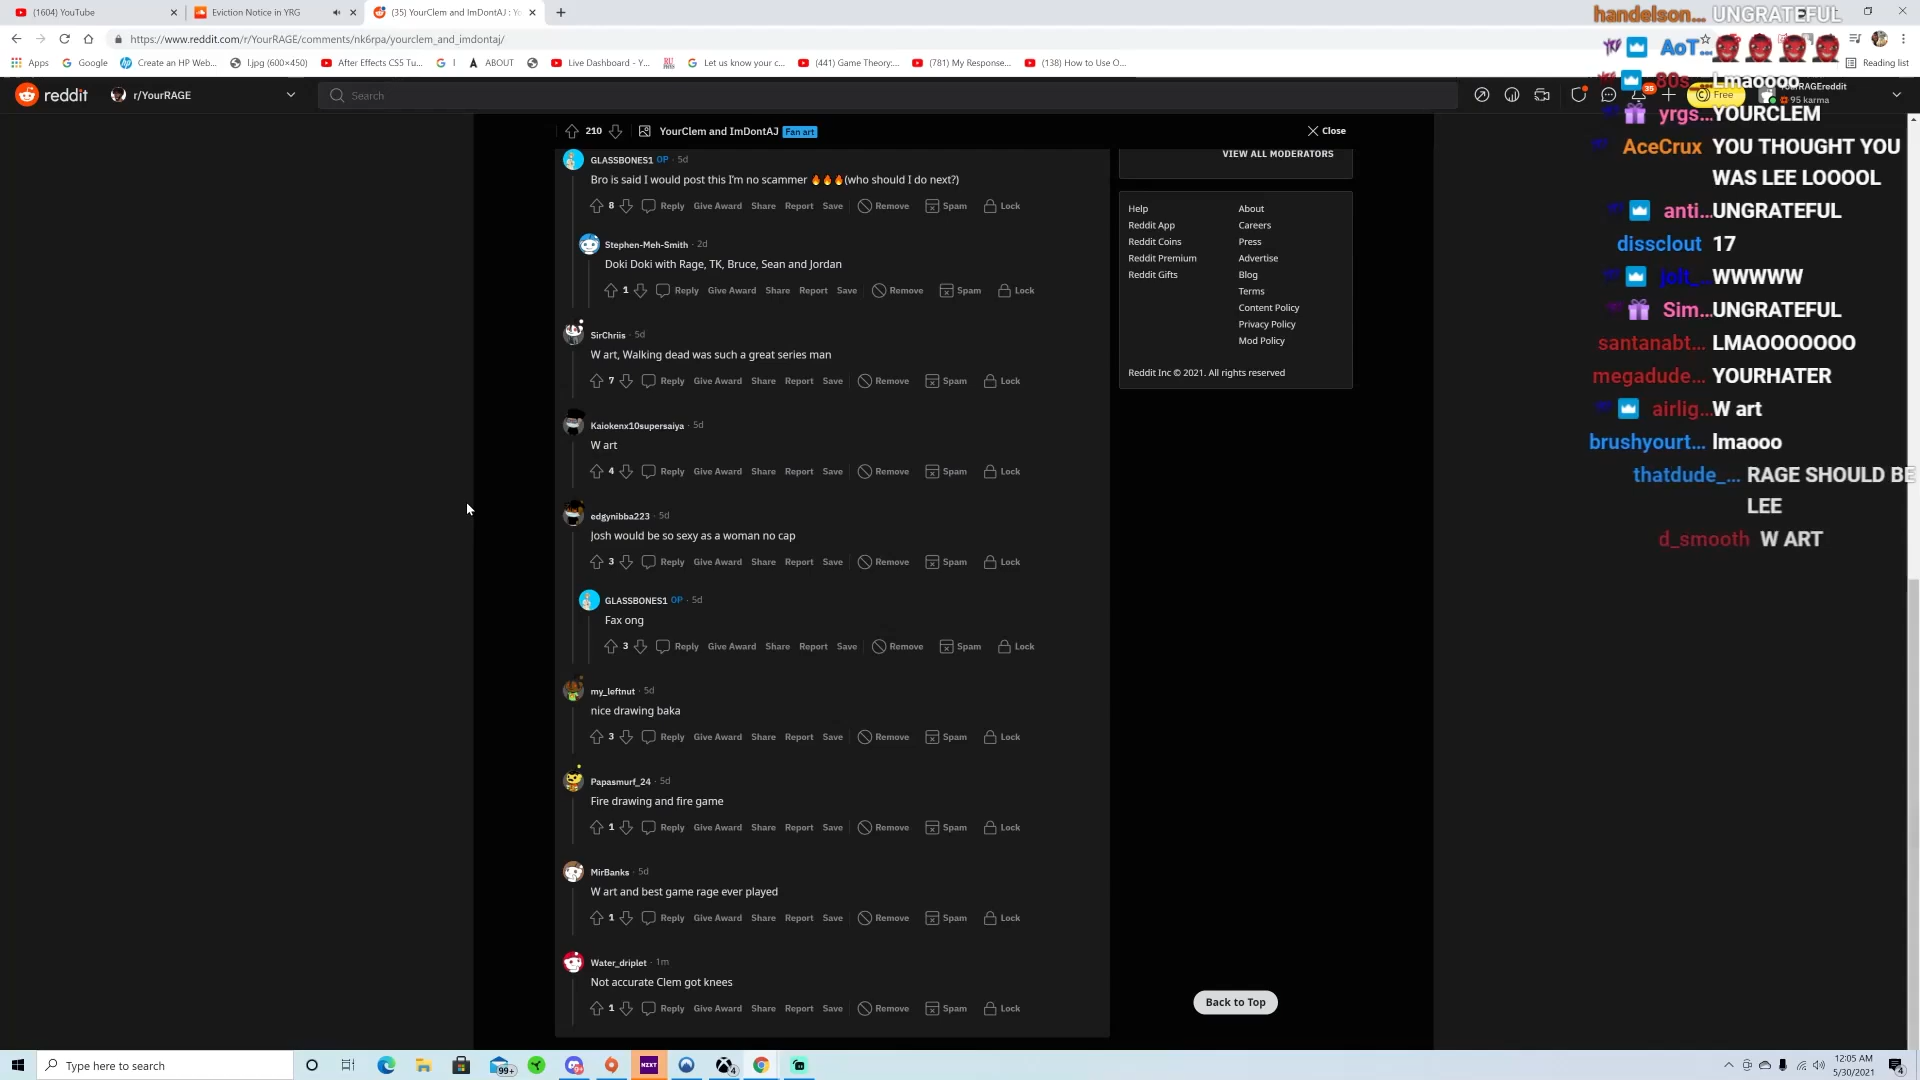 (1604) YouTube
Eviction Notice in YRG
(35) YourClem and ImDontAJ : Y
https://www.reddit.com/r/YourRAGE/comments/nk6rpa/yourclem_and_imdontaj/
Apps
Google
Create an HP Web...
l.jpg (600×450)
After Effects CS5 Tu...
I
ABOUT
Live Dashboard - Y...
Let us know your c...
(441) Game Theory:...
(781) My Response...
(138) How to Use O...
Reading list
reddit
r/YourRAGE
Search
35
Free
95 karma
210
YourClem and ImDontAJ
Fan art
Close
GLASSBONES1 OP · 5d
Bro is said I would post this I'm no scammer 🔥🔥🔥(who should I do next?)
8 Reply Give Award Share Report Save Remove Spam Lock
Stephen-Meh-Smith · 2d
Doki Doki with Rage, TK, Bruce, Sean and Jordan
1 Reply Give Award Share Report Save Remove Spam Lock
SirChriis · 5d
W art, Walking dead was such a great series man
7 Reply Give Award Share Report Save Remove Spam Lock
Kaiokenx10supersaiya · 5d
W art
4 Reply Give Award Share Report Save Remove Spam Lock
edgynibba223 · 5d
Josh would be so sexy as a woman no cap
3 Reply Give Award Share Report Save Remove Spam Lock
GLASSBONES1 OP · 5d
Fax ong
3 Reply Give Award Share Report Save Remove Spam Lock
my_leftnut · 5d
nice drawing baka
3 Reply Give Award Share Report Save Remove Spam Lock
Papasmurf_24 · 5d
Fire drawing and fire game
1 Reply Give Award Share Report Save Remove Spam Lock
MirBanks · 5d
W art and best game rage ever played
1 Reply Give Award Share Report Save Remove Spam Lock
Water_driplet · 1m
Not accurate Clem got knees
1 Reply Give Award Share Report Save Remove Spam Lock
VIEW ALL MODERATORS
Help About
Reddit App Careers
Reddit Coins Press
Reddit Premium Advertise
Reddit Gifts Blog
Terms
Content Policy
Privacy Policy
Mod Policy
Reddit Inc © 2021. All rights reserved
Back to Top
handelson... UNGRATEFUL
AoT...
80s... Lmaoooo
yrgs... YOURCLEM
AceCrux YOU THOUGHT YOU
WAS LEE LOOOOL
anti... UNGRATEFUL
dissclout 17
jolt_... WWWWW
Sim... UNGRATEFUL
santanabt... LMAOOOOOOO
megadude... YOURHATER
airlig... W art
brushyourt... lmaooo
thatdude_... RAGE SHOULD BE
LEE
d_smooth W ART
Type here to search
99+
NZXT
12:05 AM
5/30/2021